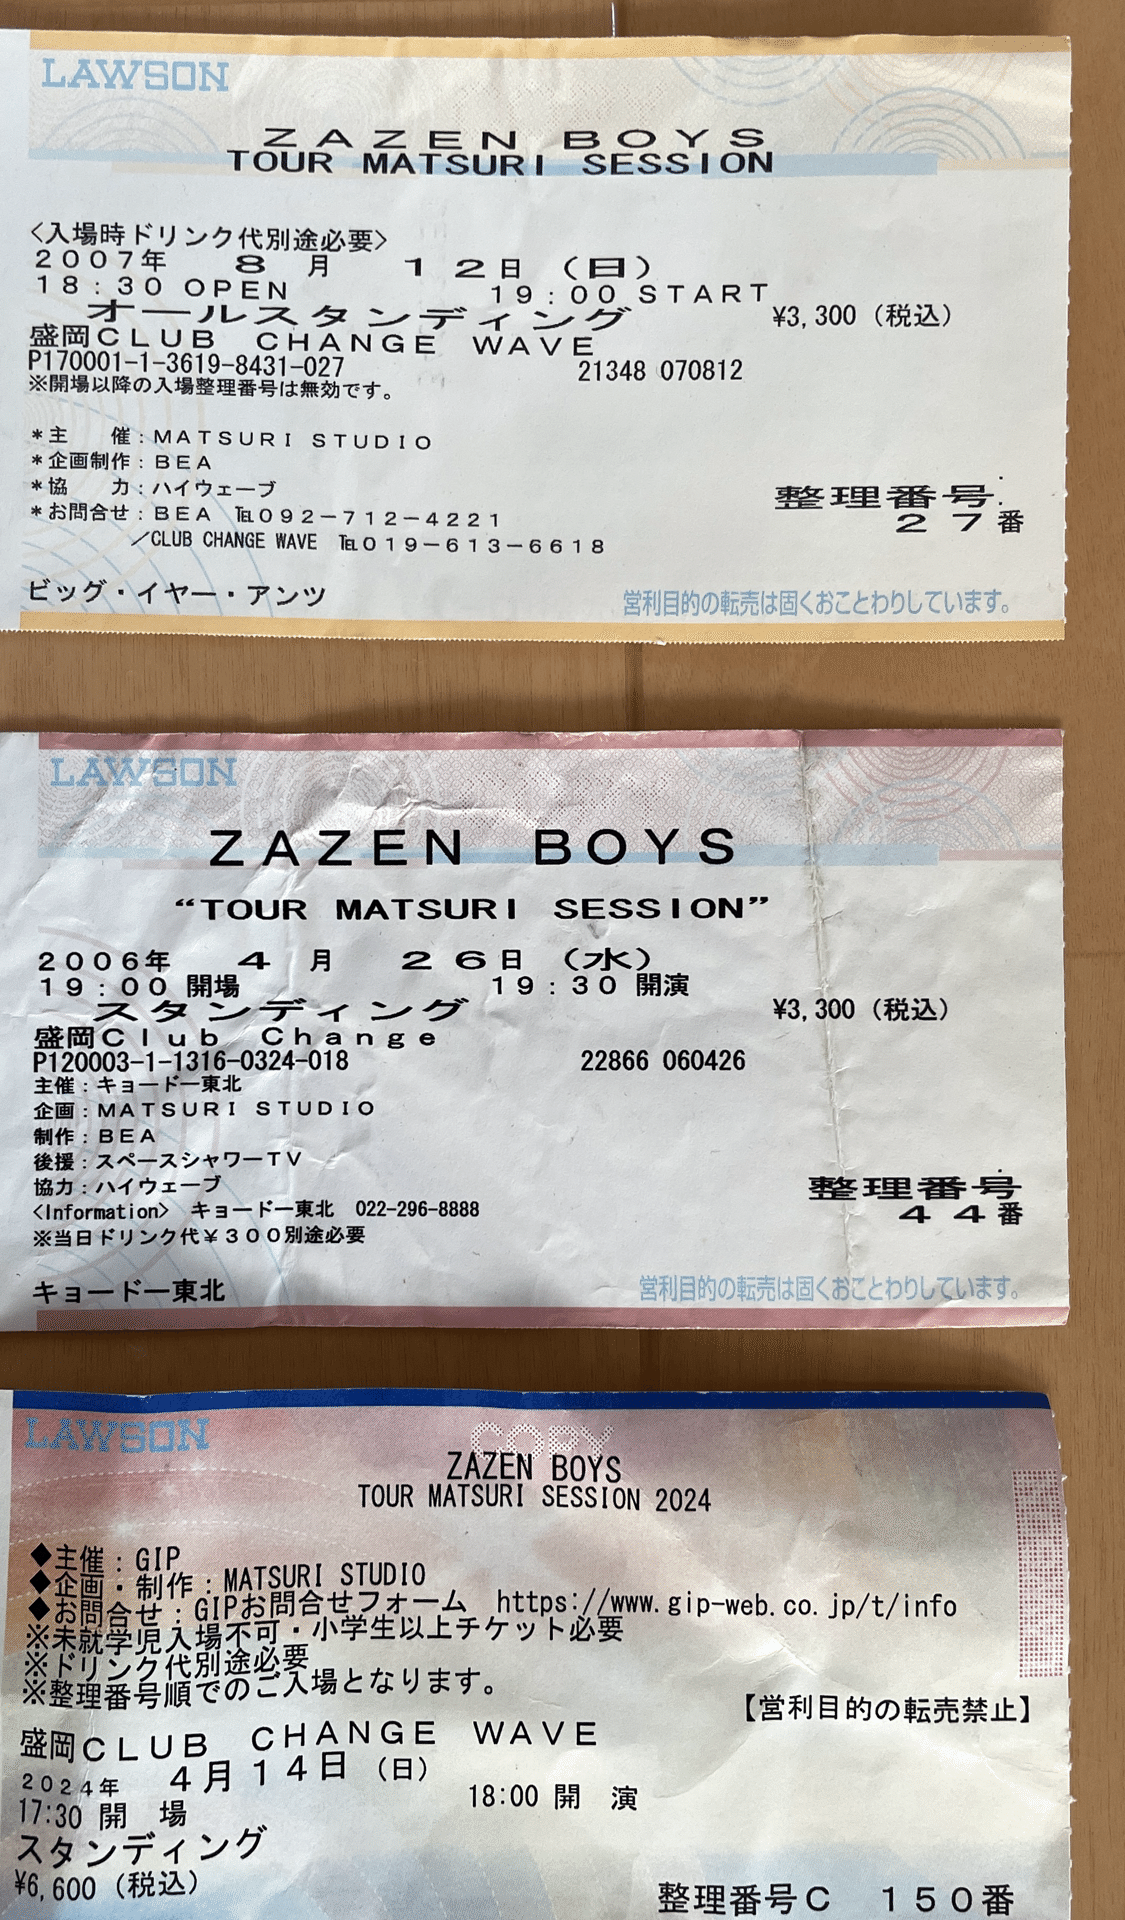 LAWSON
ZAZEN BOYS
TOUR MATSURI SESSION
<入場時ドリンク代別途必要>
2007年 8月 12日 (日)
18:30 OPEN 19:00 START
オールスタンディング ¥3,300 (税込)
盛岡CLUB CHANGE WAVE
P170001-1-3619-8431-027 21348 070812
※開場以降の入場整理番号は無効です。
*主 催:MATSURI STUDIO
*企画制作:BEA
*協 力:ハイウェーブ
*お問合せ:BEA ℡092-712-4221
/CLUB CHANGE WAVE ℡019-613-6618
整理番号
27番
ビッグ・イヤー・アンツ
営利目的の転売は固くおことわりしています。
LAWSON
ZAZEN BOYS
“TOUR MATSURI SESSION”
2006年 4月 26日 (水)
19:00 開場 19:30 開演
スタンディング ¥3,300 (税込)
盛岡Club Change
P120003-1-1316-0324-018 22866 060426
主催:キョードー東北
企画:MATSURI STUDIO
制作:BEA
後援:スペースシャワーTV
協力:ハイウェーブ
<Information> キョードー東北 022-296-8888
※当日ドリンク代¥300別途必要
整理番号
44番
キョードー東北
営利目的の転売は固くおことわりしています。
LAWSON
COPY
ZAZEN BOYS
TOUR MATSURI SESSION 2024
◆主催:GIP
◆企画・制作:MATSURI STUDIO
◆お問合せ:GIPお問合せフォーム https://www.gip-web.co.jp/t/info
※未就学児入場不可・小学生以上チケット必要
※ドリンク代別途必要
※整理番号順でのご入場となります。
【営利目的の転売禁止】
盛岡CLUB CHANGE WAVE
2024年 4月14日 (日)
17:30 開 場 18:00 開 演
スタンディング
¥6,600 (税込)
整理番号C 150番